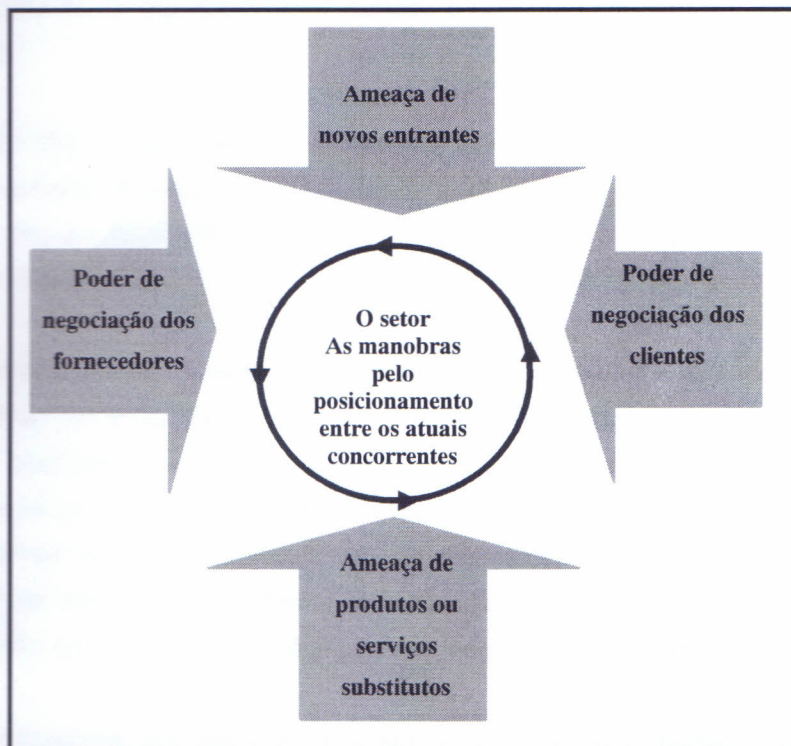 Ameaça de
novos entrantes
Poder de
negociação dos
fornecedores
O setor
As manobras
pelo
posicionamento
entre os atuais
concorrentes
Poder de
negociação dos
clientes
Ameaça de
produtos ou
serviços
substitutos